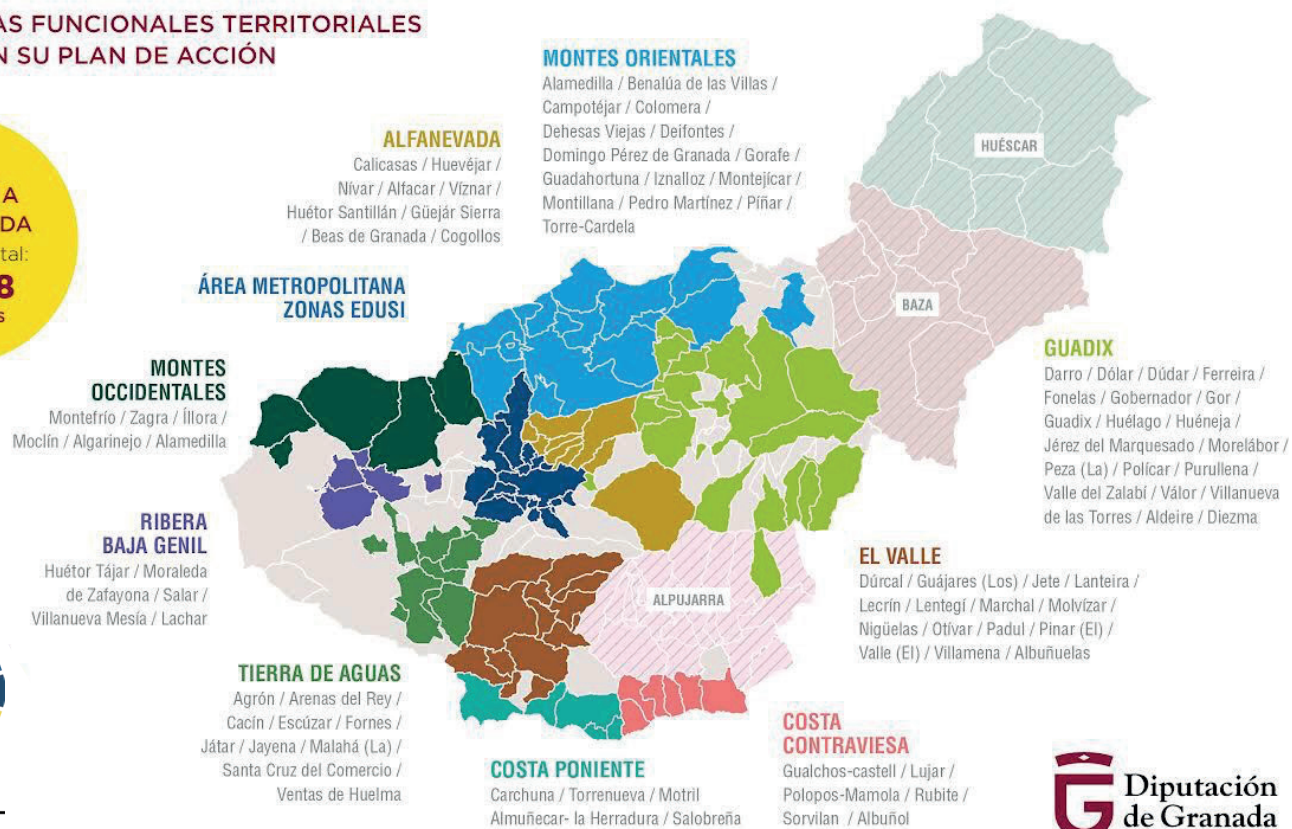 AS FUNCIONALES TERRITORIALES
N SU PLAN DE ACCIÓN
A
DA
tal:
8
s
MONTES ORIENTALES
Alamedilla / Benalúa de las Villas /
Campotéjar / Colomera /
Dehesas Viejas / Deifontes /
Domingo Pérez de Granada / Gorafe /
Guadahortuna / Iznalloz / Montejícar /
Montillana / Pedro Martínez / Píñar /
Torre-Cardela
ALFANEVADA
Calicasas / Huevéjar /
Nívar / Alfacar / Víznar /
Huétor Santillán / Güejár Sierra
/ Beas de Granada / Cogollos
ÁREA METROPOLITANA
ZONAS EDUSI
MONTES
OCCIDENTALES
Montefrío / Zagra / Íllora /
Moclín / Algarinejo / Alamedilla
RIBERA
BAJA GENIL
Huétor Tájar / Moraleda
de Zafayona / Salar /
Villanueva Mesía / Lachar
TIERRA DE AGUAS
Agrón / Arenas del Rey /
Cacín / Escúzar / Fornes /
Játar / Jayena / Malahá (La) /
Santa Cruz del Comercio /
Ventas de Huelma
COSTA PONIENTE
Carchuna / Torrenueva / Motril
Almuñecar- la Herradura / Salobreña
COSTA
CONTRAVIESA
Gualchos-castell / Lujar /
Polopos-Mamola / Rubite /
Sorvilan / Albuñol
EL VALLE
Dúrcal / Guájares (Los) / Jete / Lanteira /
Lecrín / Lentegí / Marchal / Molvízar /
Nigüelas / Otívar / Padul / Pinar (El) /
Valle (El) / Villamena / Albuñuelas
GUADIX
Darro / Dólar / Dúdar / Ferreira /
Fonelas / Gobernador / Gor /
Guadix / Huélago / Huéneja /
Jérez del Marquesado / Morelábor /
Peza (La) / Polícar / Purullena /
Valle del Zalabí / Válor / Villanueva
de las Torres / Aldeire / Diezma
HUÉSCAR
BAZA
ALPUJARRA
Diputación
de Granada